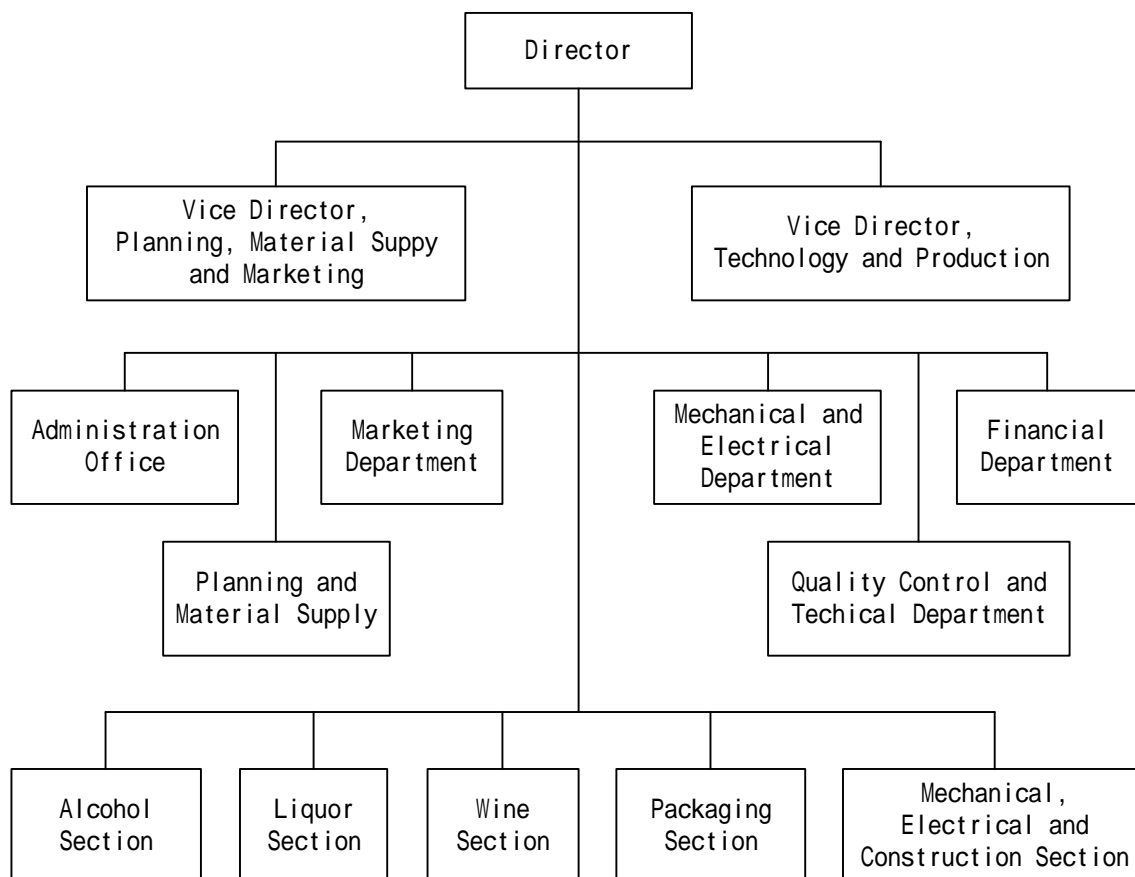 Director
Vice Director,
Planning, Material Suppy
and Marketing
Vice Director,
Technology and Production
Administration
Office
Marketing
Department
Mechanical and
Electrical
Department
Financial
Department
Planning and
Material Supply
Quality Control and
Techical Department
Alcohol
Section
Liquor
Section
Wine
Section
Packaging
Section
Mechanical,
Electrical and
Construction Section